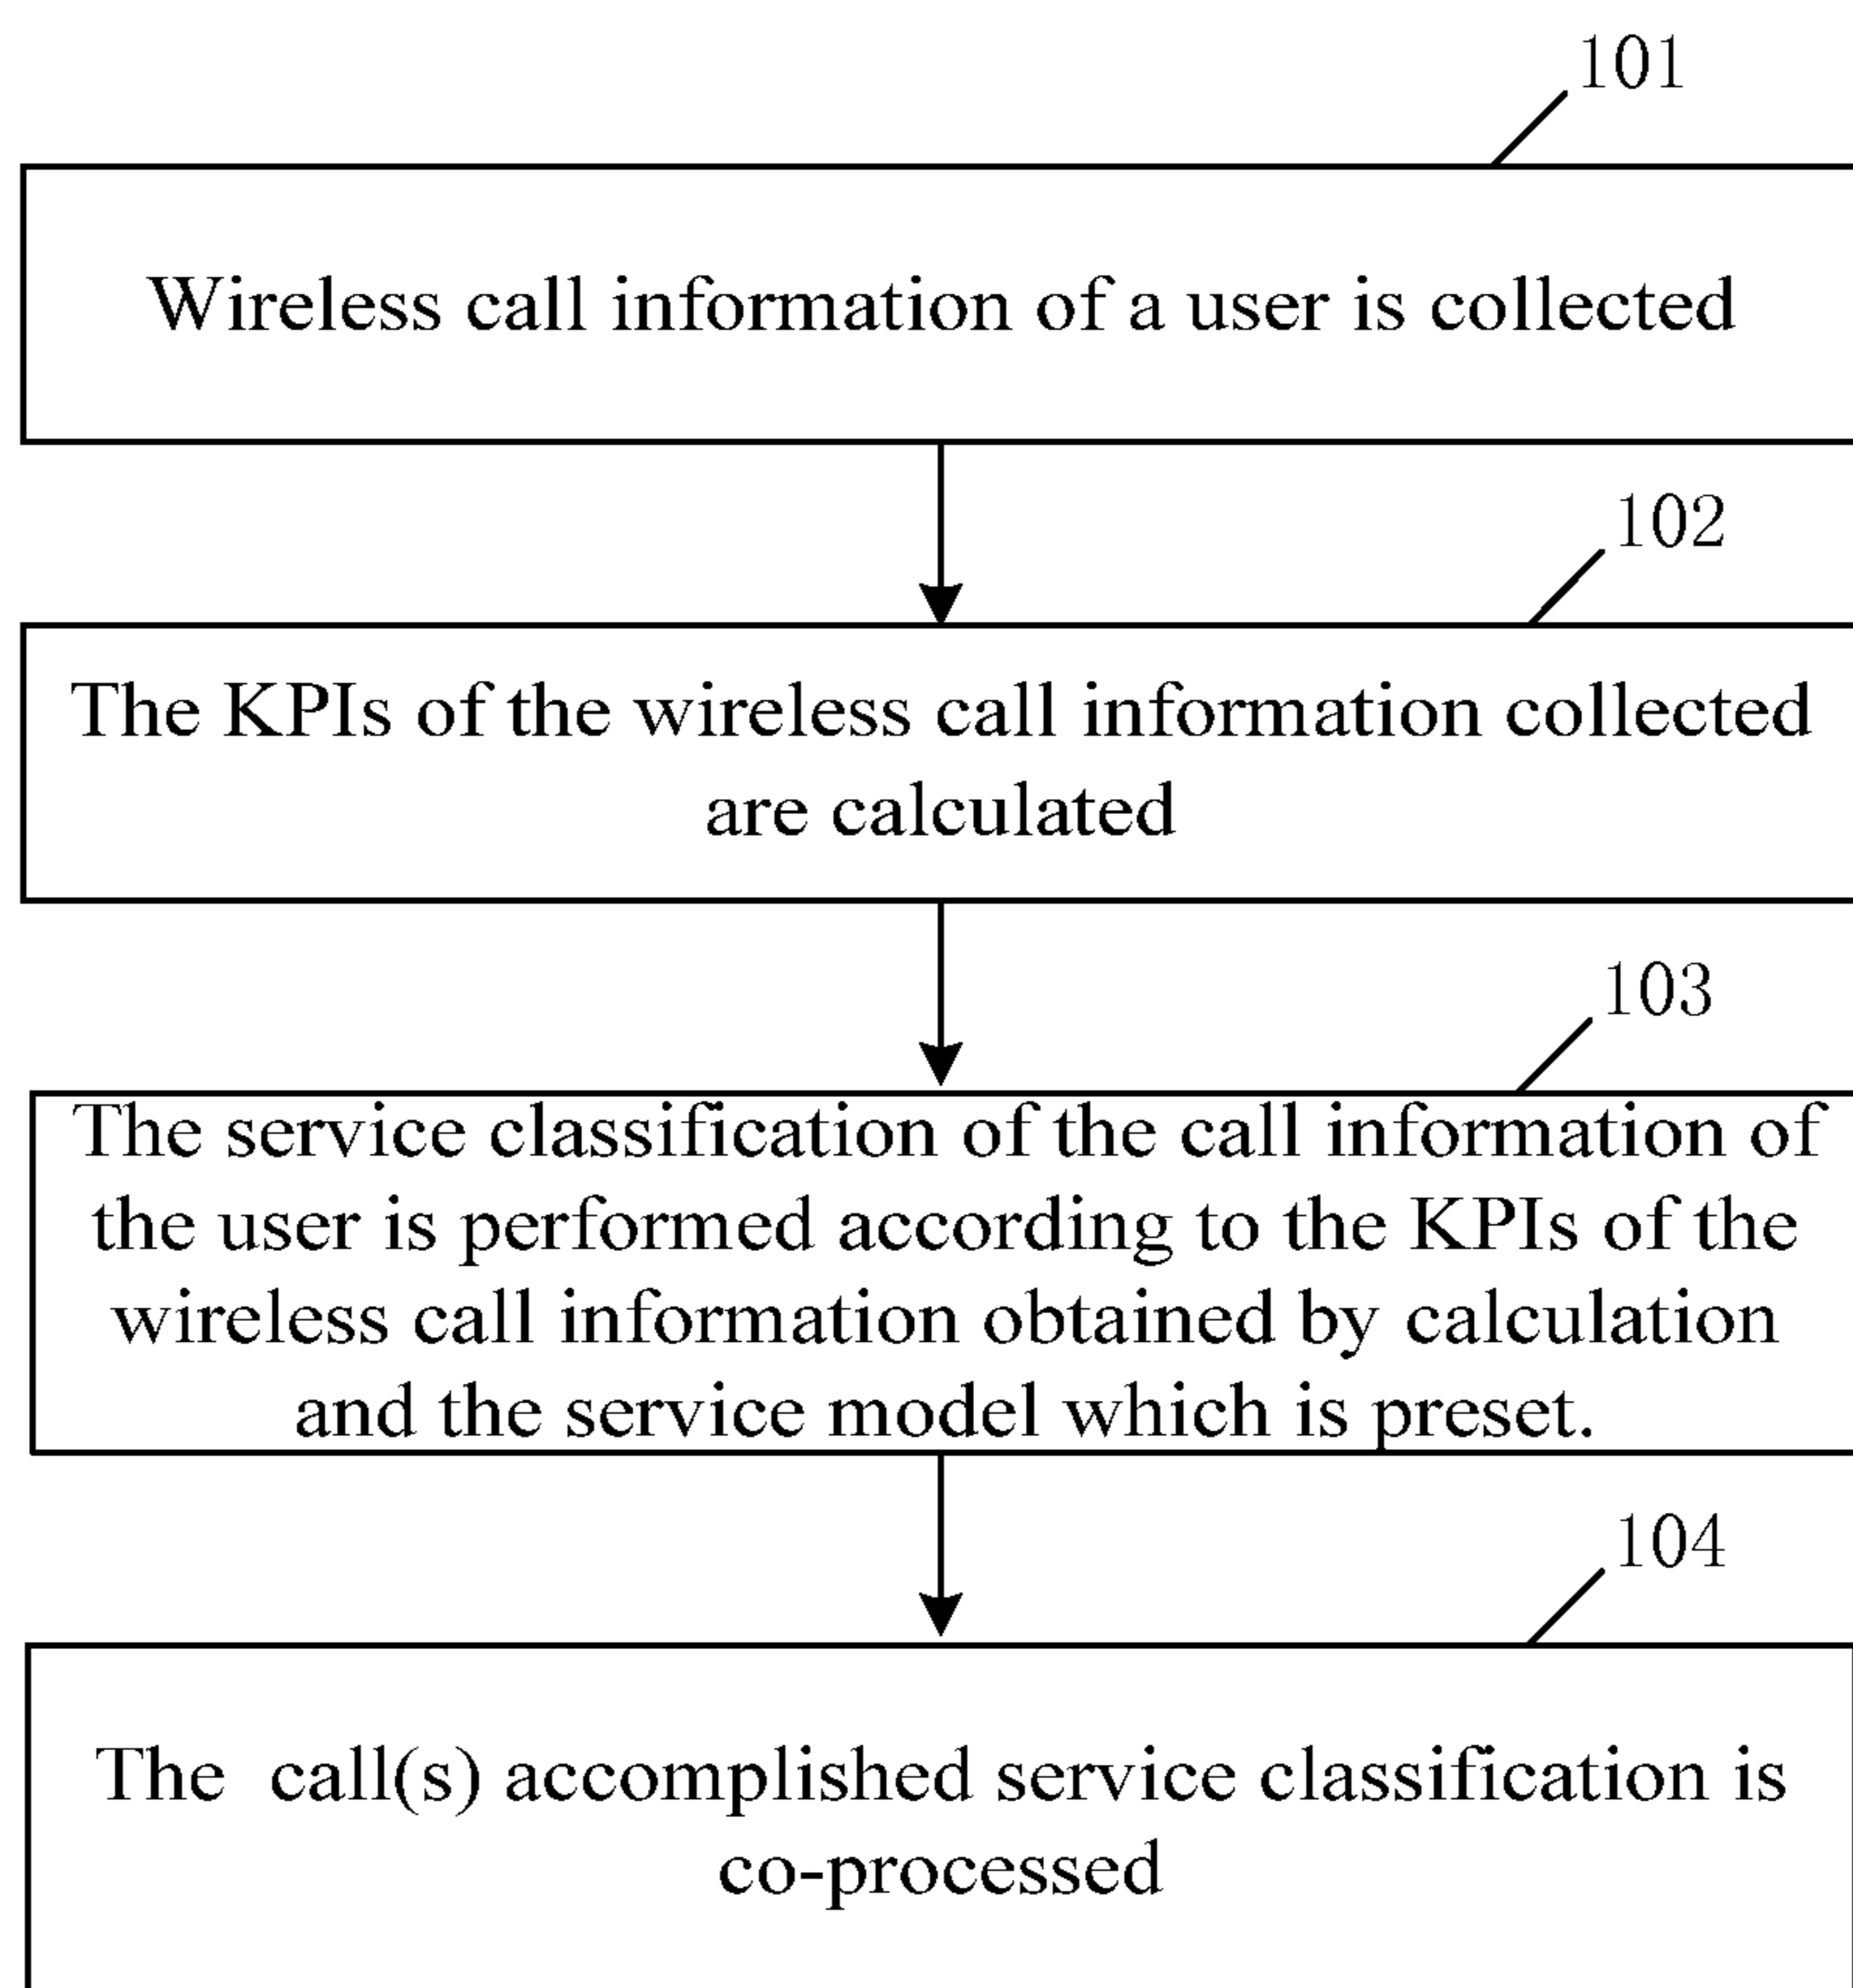 101
Wireless call information of a user is collected
102
The KPIs of the wireless call information collected
are calculated
103
The service classification of the call information of
the user is performed according to the KPIs of the
wireless call information obtained by calculation
and the service model which is preset.
104
The call(s) accomplished service classification is
co-processed